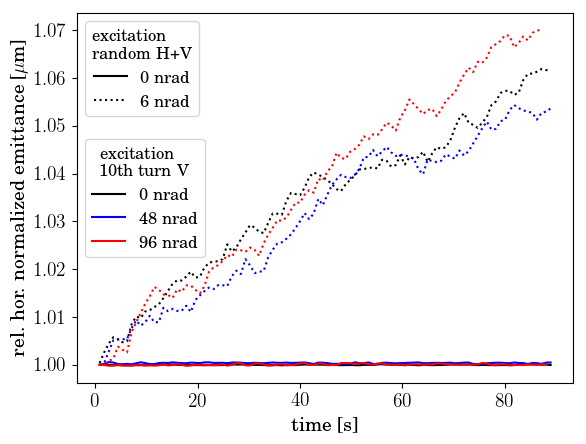 excitation
random H+V
0 nrad
6 nrad
excitation
10th turn V
0 nrad
48 nrad
96 nrad
rel. hor. normalized emittance [μm]
1.07
1.06
1.05
1.04
1.03
1.02
1.01
1.00
0 20 40 60 80
time [s]